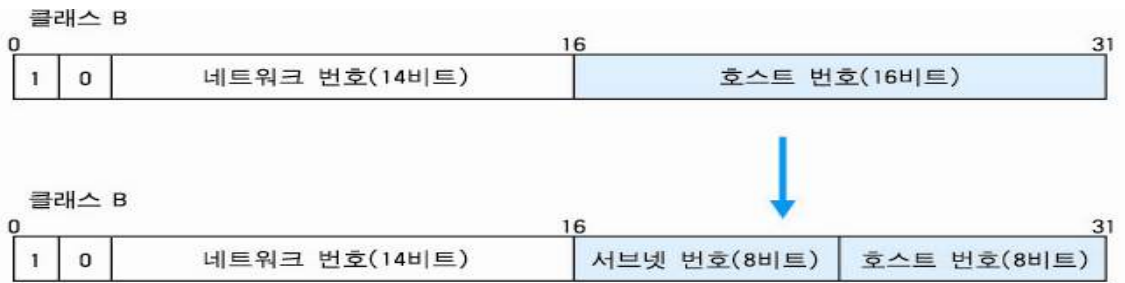 클래스 B
0 16 31
1 0 네트워크 번호(14비트) 호스트 번호(16비트)
클래스 B
0 16 31
1 0 네트워크 번호(14비트) 서브넷 번호(8비트) 호스트 번호(8비트)